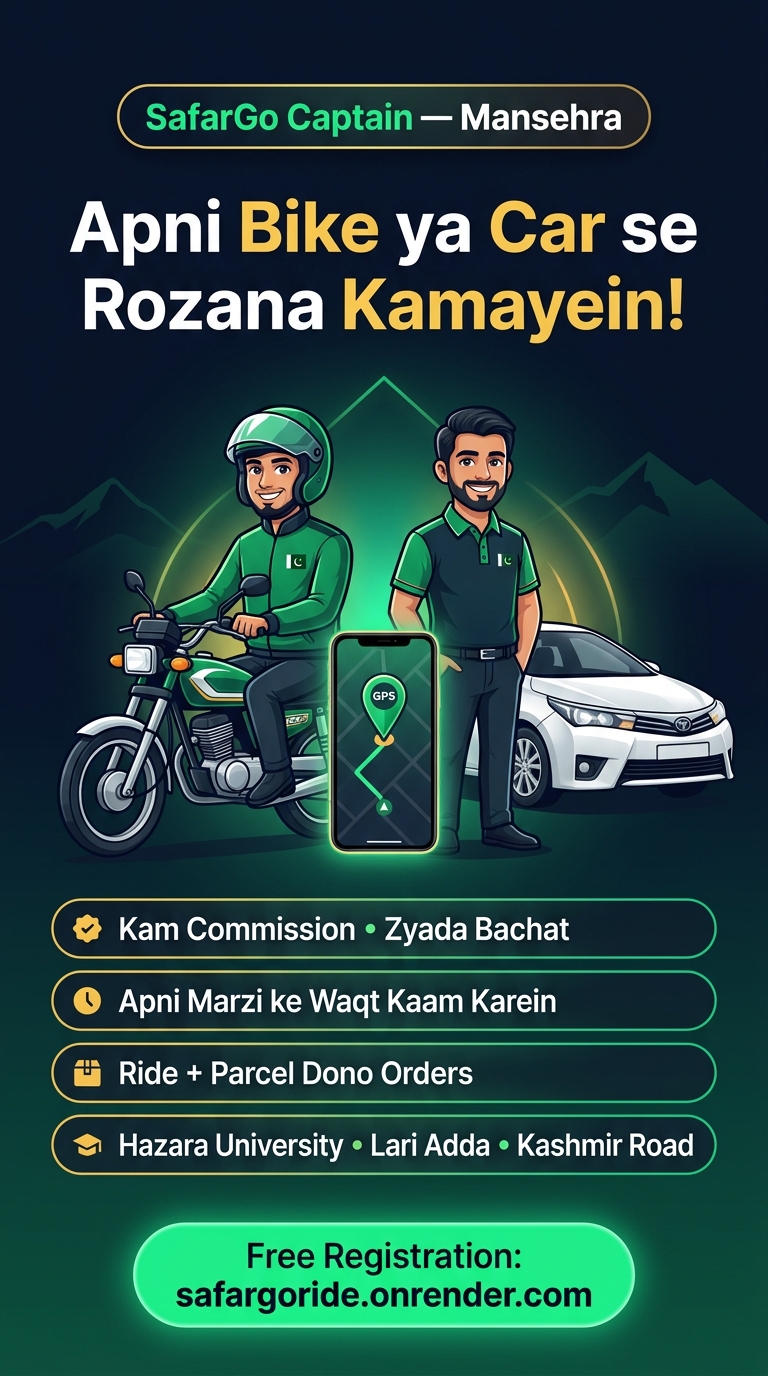 SafarGo Captain — Mansehra
Apni Bike ya Car se
Rozana Kamayein!
GPS
Kam Commission • Zyada Bachat
Apni Marzi ke Waqt Kaam Karein
Ride + Parcel Dono Orders
Hazara University • Lari Adda • Kashmir Road
Free Registration:
safargoride.onrender.com